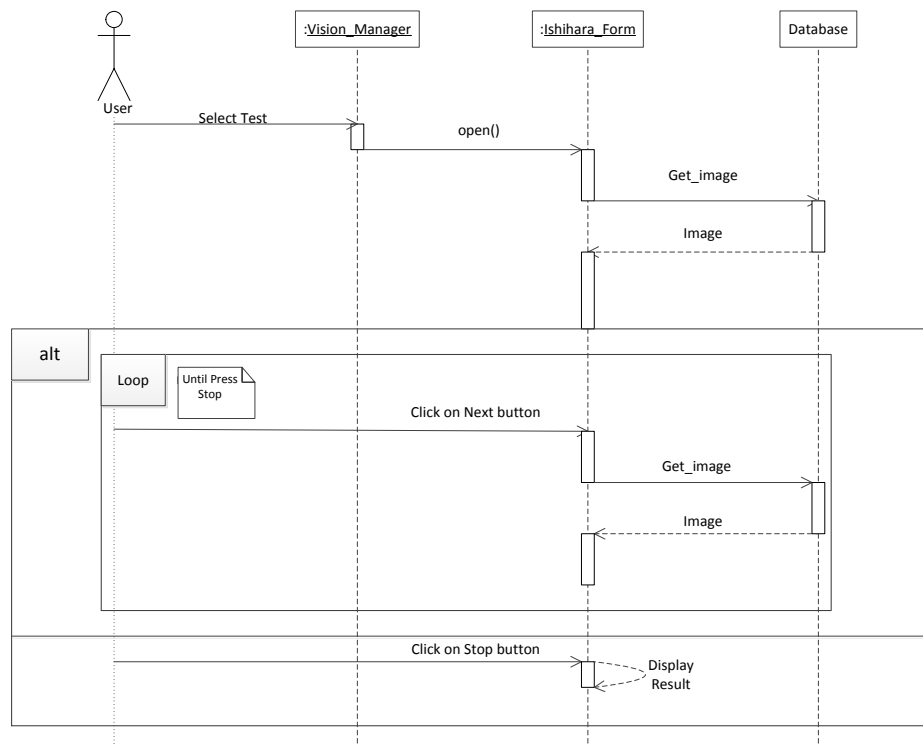 :Vision_Manager
:Ishihara_Form
Database
User
Select Test
open()
Get_image
Image
alt
Loop
Until Press
Stop
Click on Next button
Get_image
Image
Click on Stop button
Display
Result